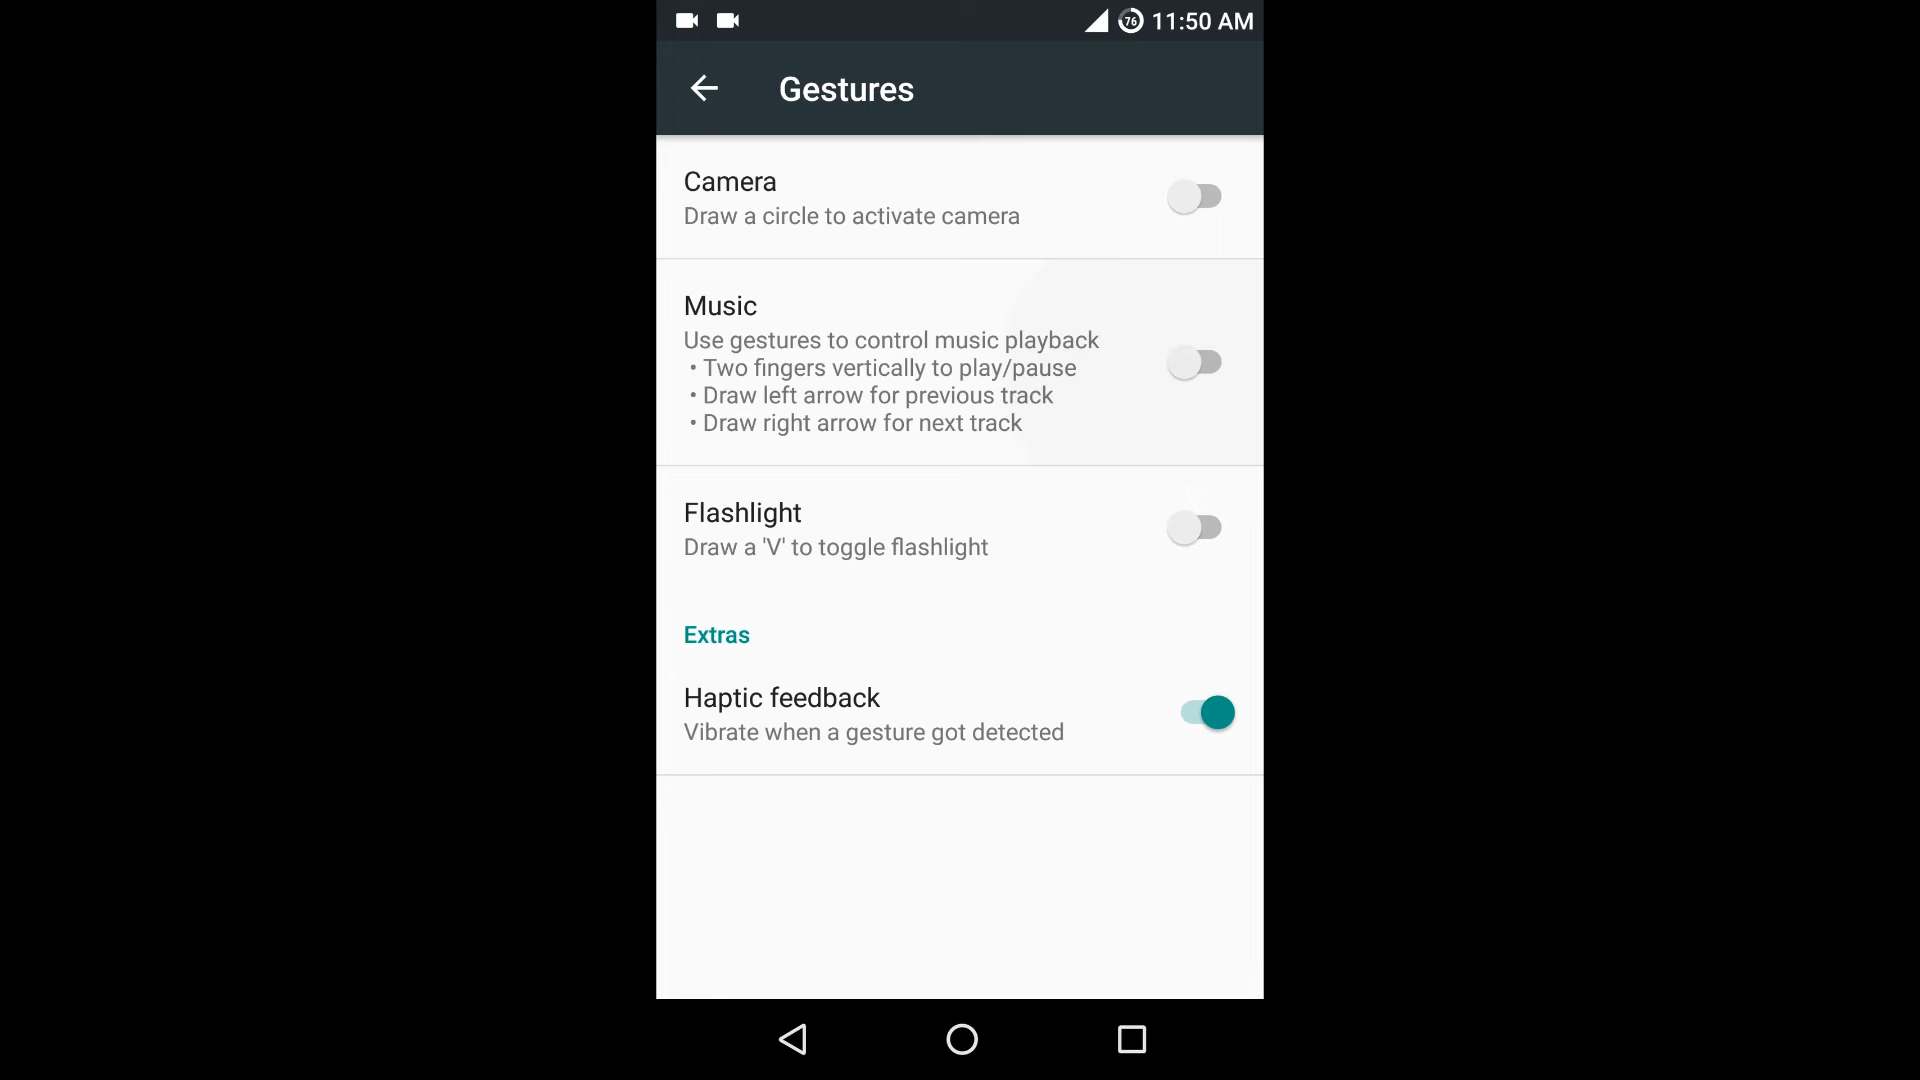 76 11:50 AM
Gestures
Camera
Draw a circle to activate camera
Music
Use gestures to control music playback
• Two fingers vertically to play/pause
• Draw left arrow for previous track
• Draw right arrow for next track
Flashlight
Draw a 'V' to toggle flashlight
Extras
Haptic feedback
Vibrate when a gesture got detected